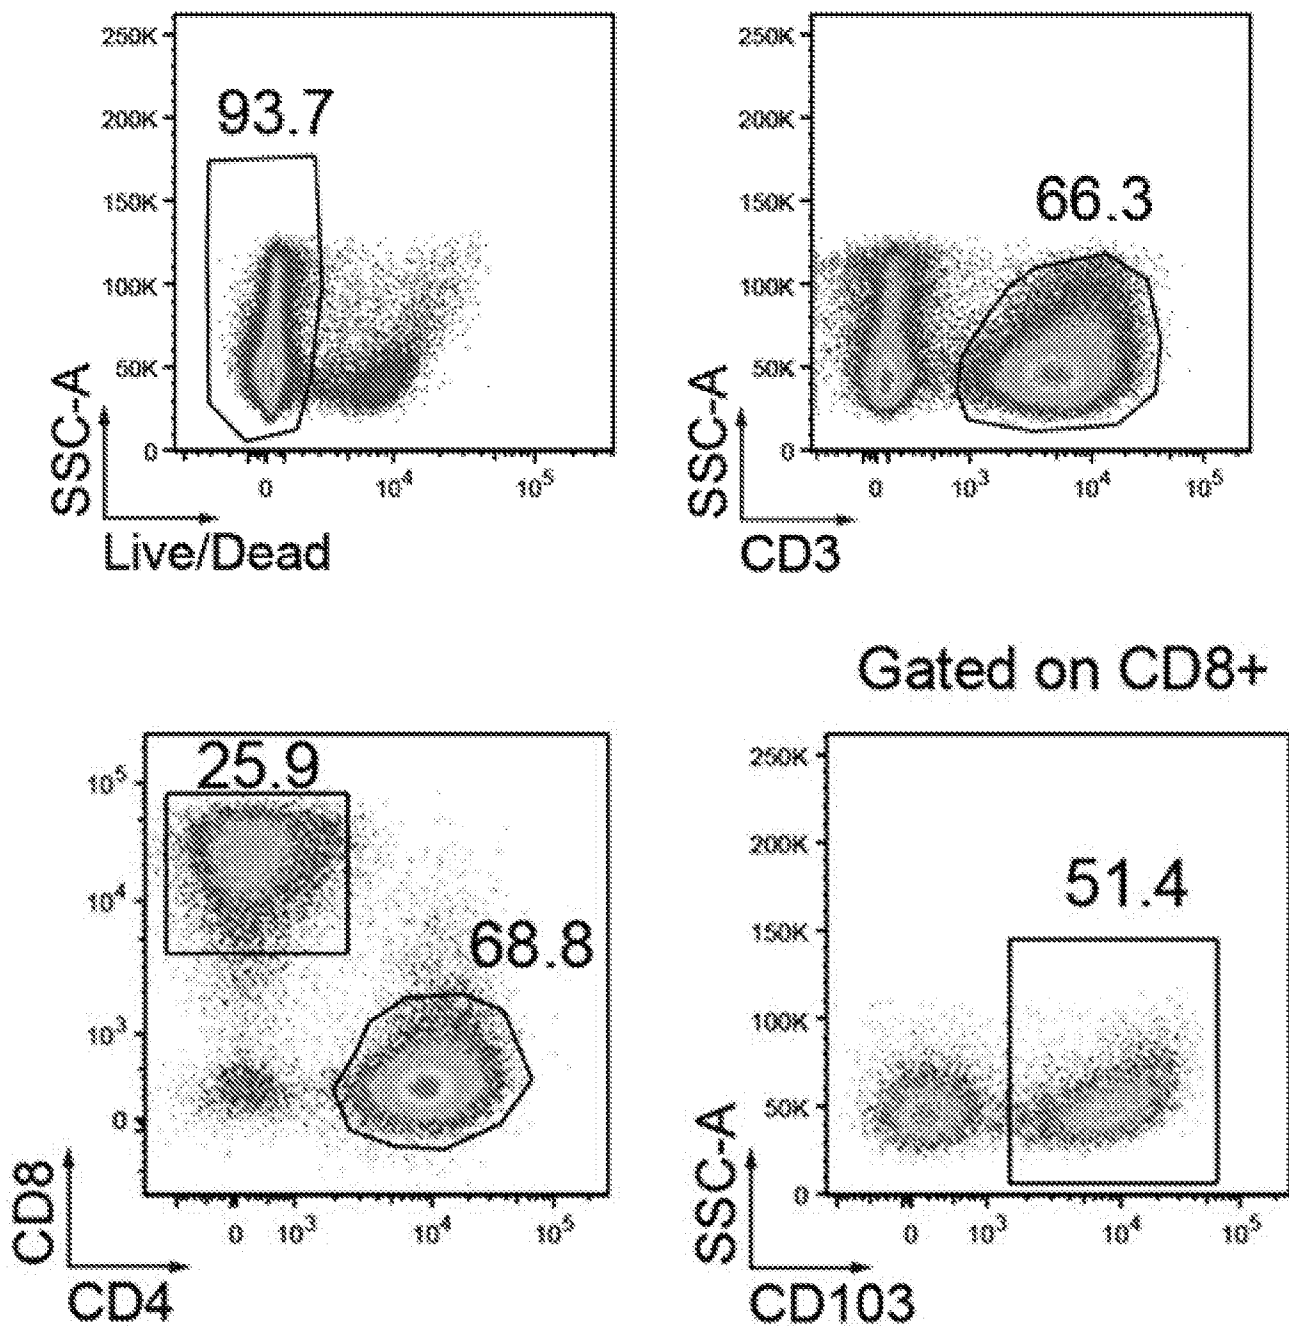 250K
200K
150K
100K
50K
0
93.7
SSC-A
0 10^4 10^5
Live/Dead
250K
200K
150K
100K
50K
0
66.3
SSC-A
0 10^3 10^4 10^5
CD3
10^5
10^4
10^3
0
25.9
68.8
CD8
0 10^3 10^4 10^5
CD4
Gated on CD8+
250K
200K
150K
100K
50K
0
51.4
SSC-A
0 10^3 10^4 10^5
CD103